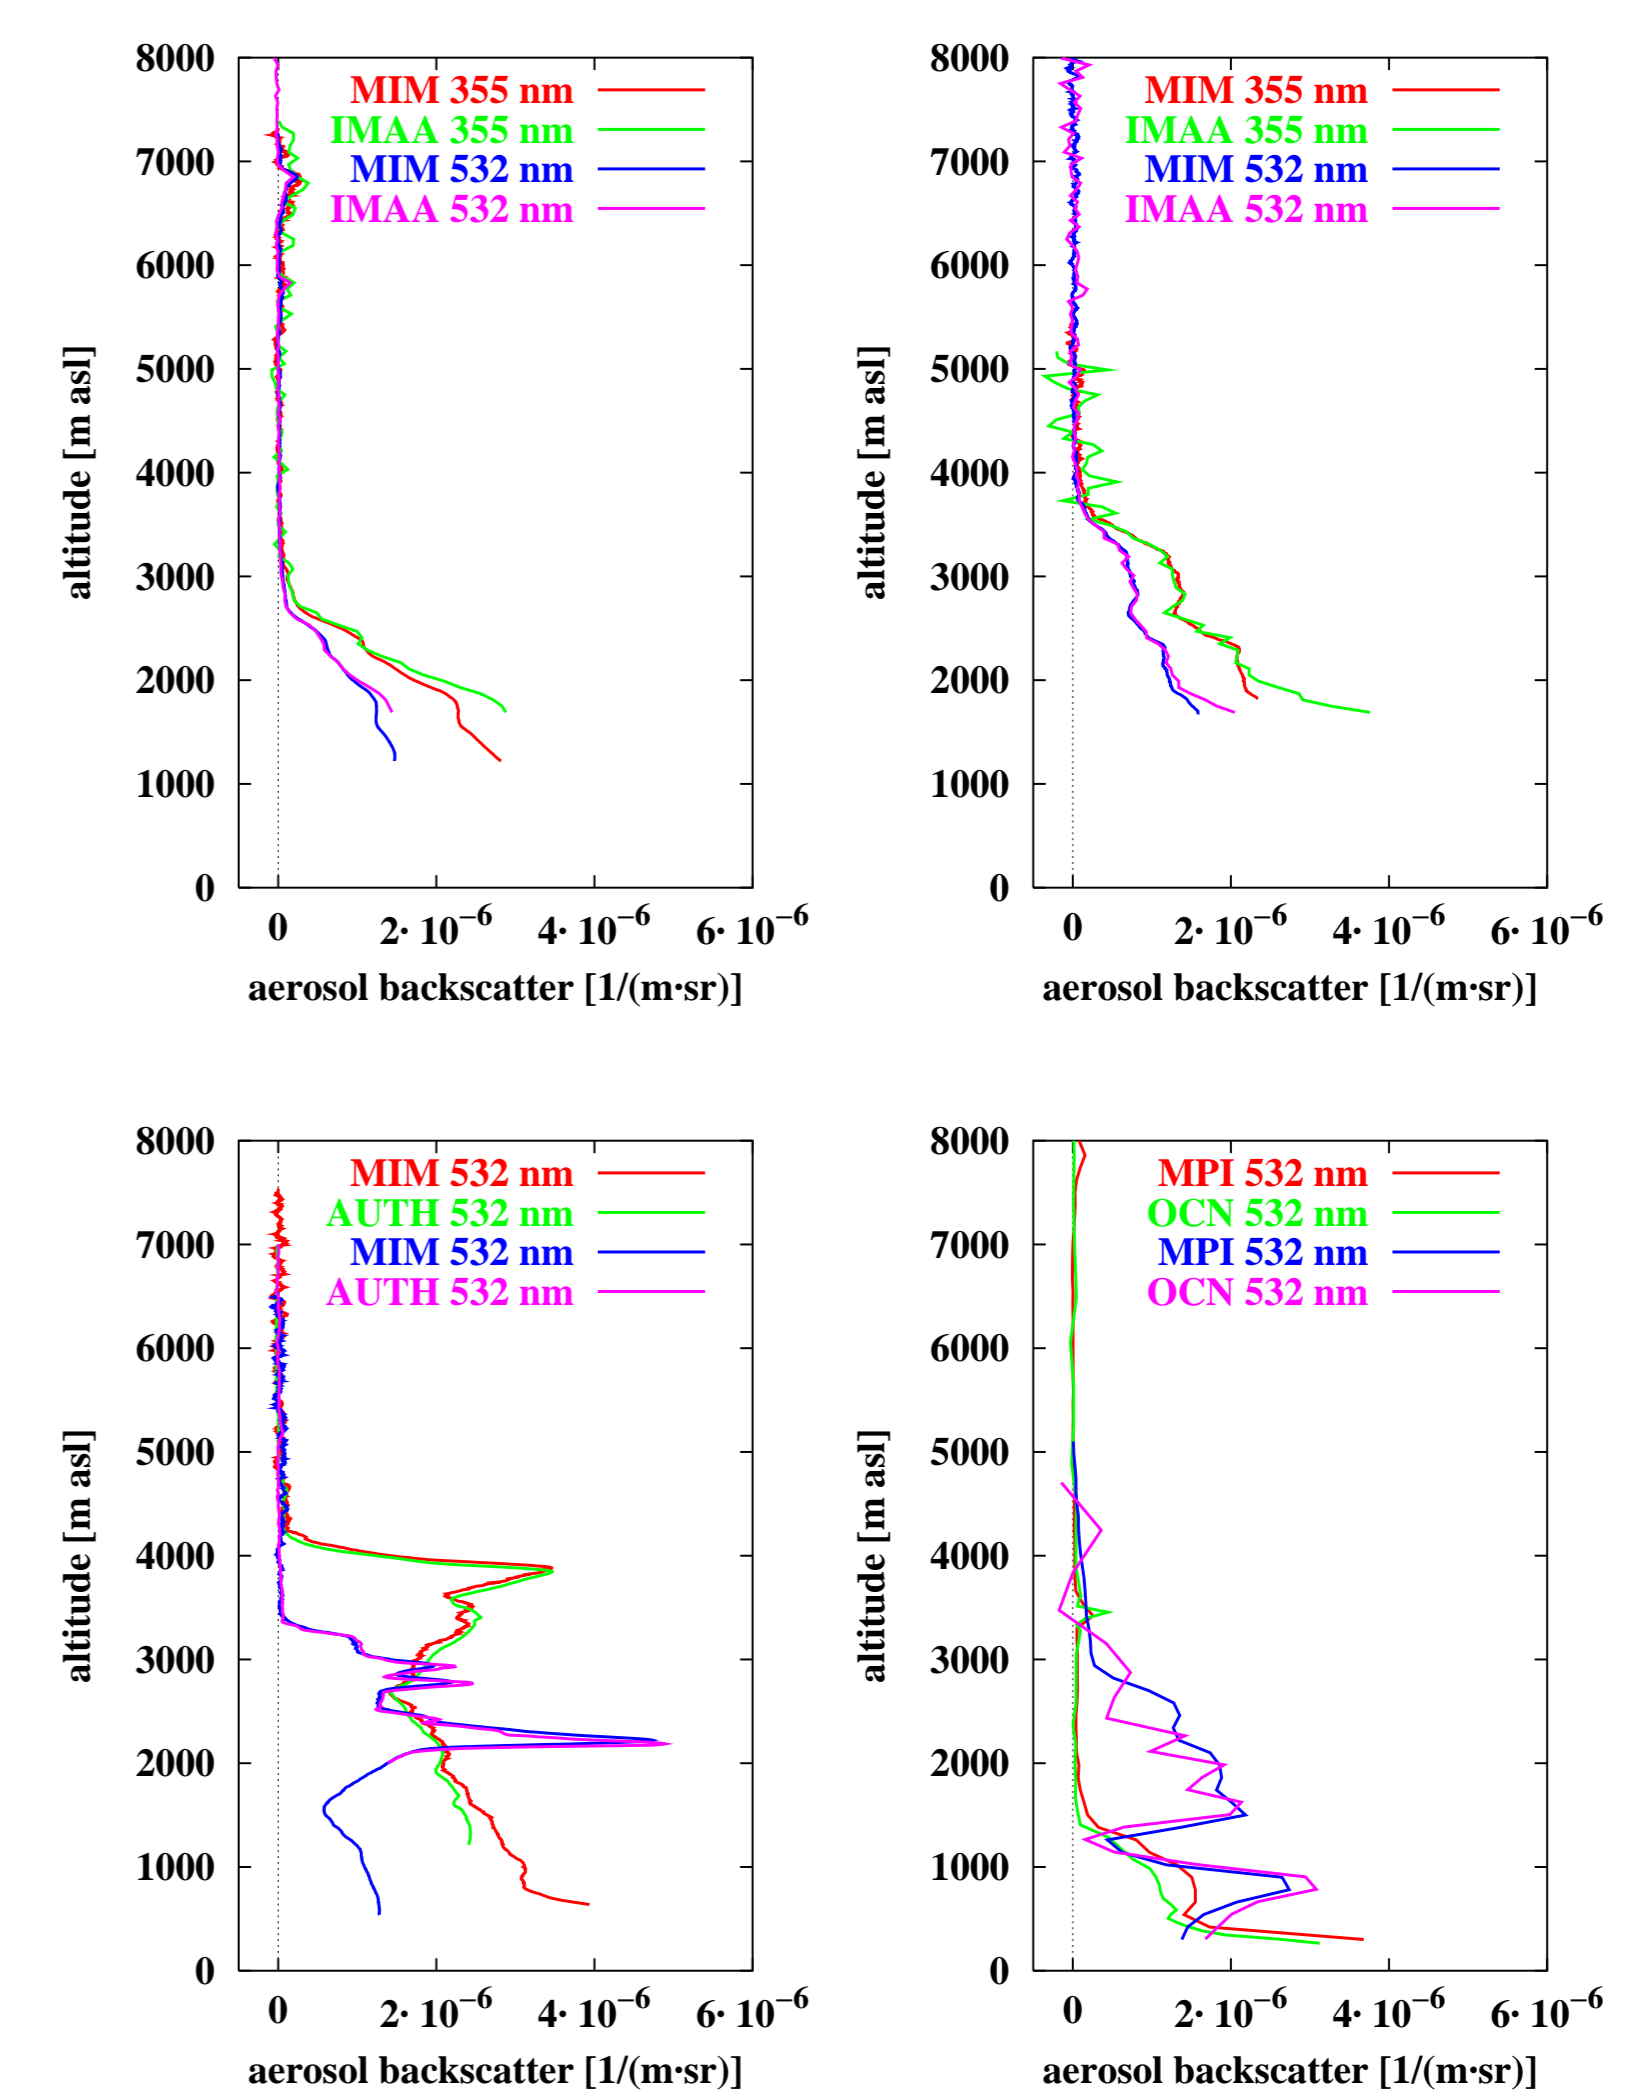 8000
7000
6000
5000
4000
3000
2000
1000
0
altitude [m asl]
MIM 355 nm
IMAA 355 nm
MIM 532 nm
IMAA 532 nm
0 2· 10⁻⁶ 4· 10⁻⁶ 6· 10⁻⁶
aerosol backscatter [1/(m·sr)]
8000
7000
6000
5000
4000
3000
2000
1000
0
altitude [m asl]
MIM 355 nm
IMAA 355 nm
MIM 532 nm
IMAA 532 nm
0 2· 10⁻⁶ 4· 10⁻⁶ 6· 10⁻⁶
aerosol backscatter [1/(m·sr)]
8000
7000
6000
5000
4000
3000
2000
1000
0
altitude [m asl]
MIM 532 nm
AUTH 532 nm
MIM 532 nm
AUTH 532 nm
0 2· 10⁻⁶ 4· 10⁻⁶ 6· 10⁻⁶
aerosol backscatter [1/(m·sr)]
8000
7000
6000
5000
4000
3000
2000
1000
0
altitude [m asl]
MPI 532 nm
OCN 532 nm
MPI 532 nm
OCN 532 nm
0 2· 10⁻⁶ 4· 10⁻⁶ 6· 10⁻⁶
aerosol backscatter [1/(m·sr)]